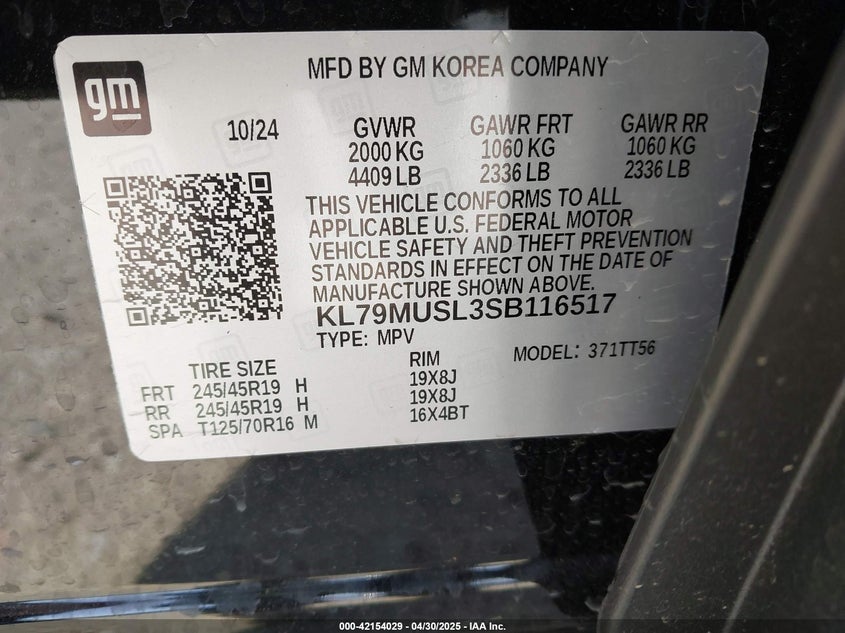 gm
MFD BY GM KOREA COMPANY
10/24 GVWR GAWR FRT GAWR RR
2000 KG 1060 KG 1060 KG
4409 LB 2336 LB 2336 LB
THIS VEHICLE CONFORMS TO ALL
APPLICABLE U.S. FEDERAL MOTOR
VEHICLE SAFETY AND THEFT PREVENTION
STANDARDS IN EFFECT ON THE DATE OF
MANUFACTURE SHOWN ABOVE.
KL79MUSL3SB116517
TYPE: MPV MODEL: 371TT56
TIRE SIZE RIM
FRT 245/45R19 H 19X8J
RR 245/45R19 H 19X8J
SPA T125/70R16 M 16X4BT
000-42154029 - 04/30/2025 - IAA Inc.